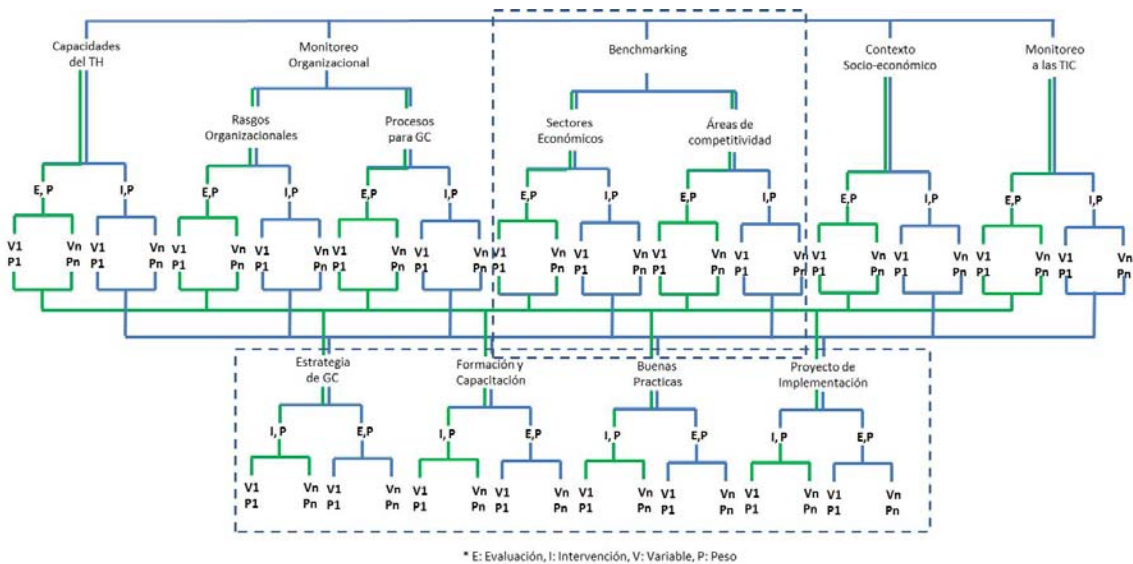 Capacidades
del TH
Monitoreo
Organizacional
Benchmarking
Contexto
Socio-económico
Monitoreo
a las TIC
Rasgos
Organizacionales
Procesos
para GC
Sectores
Económicos
Áreas de
competitividad
E, P I,P E,P I,P E,P I,P E,P I,P E,P I,P E,P I,P E,P I,P
V1 Vn V1 Vn V1 Vn V1 Vn V1 Vn V1 Vn V1 Vn V1 Vn V1 Vn V1 Vn V1 Vn V1 Vn V1 Vn V1 Vn
P1 Pn P1 Pn P1 Pn P1 Pn P1 Pn P1 Pn P1 Pn P1 Pn P1 Pn P1 Pn P1 Pn P1 Pn P1 Pn P1 Pn
Estrategia
de GC
Formación y
Capacitación
Buenas
Practicas
Proyecto de
Implementación
I, P E,P I, P E,P I, P E,P I, P E,P
V1 Vn V1 Vn V1 Vn V1 Vn V1 Vn V1 Vn V1 Vn V1 Vn
P1 Pn P1 Pn P1 Pn P1 Pn P1 Pn P1 Pn P1 Pn P1 Pn
* E: Evaluación, I: Intervención, V: Variable, P: Peso